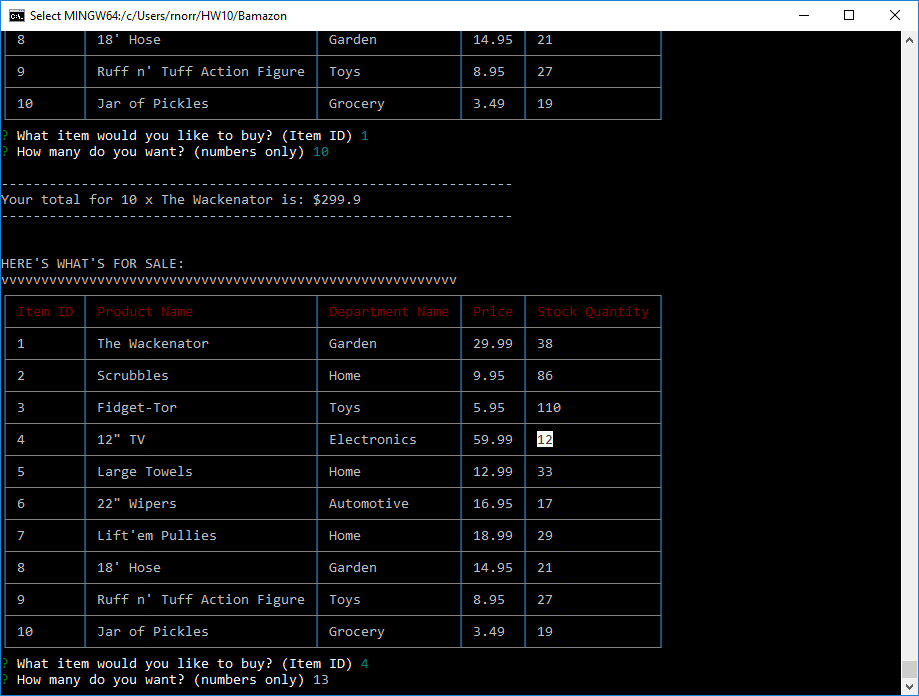 Select MINGW64:/c/Users/rnorr/HW10/Bamazon
8 18' Hose Garden 14.95 21
9 Ruff n' Tuff Action Figure Toys 8.95 27
10 Jar of Pickles Grocery 3.49 19
? What item would you like to buy? (Item ID) 1
? How many do you want? (numbers only) 10
----------------------------------------------------------------
Your total for 10 x The Wackenator is: $299.9
----------------------------------------------------------------
HERE'S WHAT'S FOR SALE:
vvvvvvvvvvvvvvvvvvvvvvvvvvvvvvvvvvvvvvvvvvvvvvvvvvvvvvvvv
Item ID Product Name Department Name Price Stock Quantity
1 The Wackenator Garden 29.99 38
2 Scrubbles Home 9.95 86
3 Fidget-Tor Toys 5.95 110
4 12" TV Electronics 59.99 12
5 Large Towels Home 12.99 33
6 22" Wipers Automotive 16.95 17
7 Lift'em Pullies Home 18.99 29
8 18' Hose Garden 14.95 21
9 Ruff n' Tuff Action Figure Toys 8.95 27
10 Jar of Pickles Grocery 3.49 19
? What item would you like to buy? (Item ID) 4
? How many do you want? (numbers only) 13